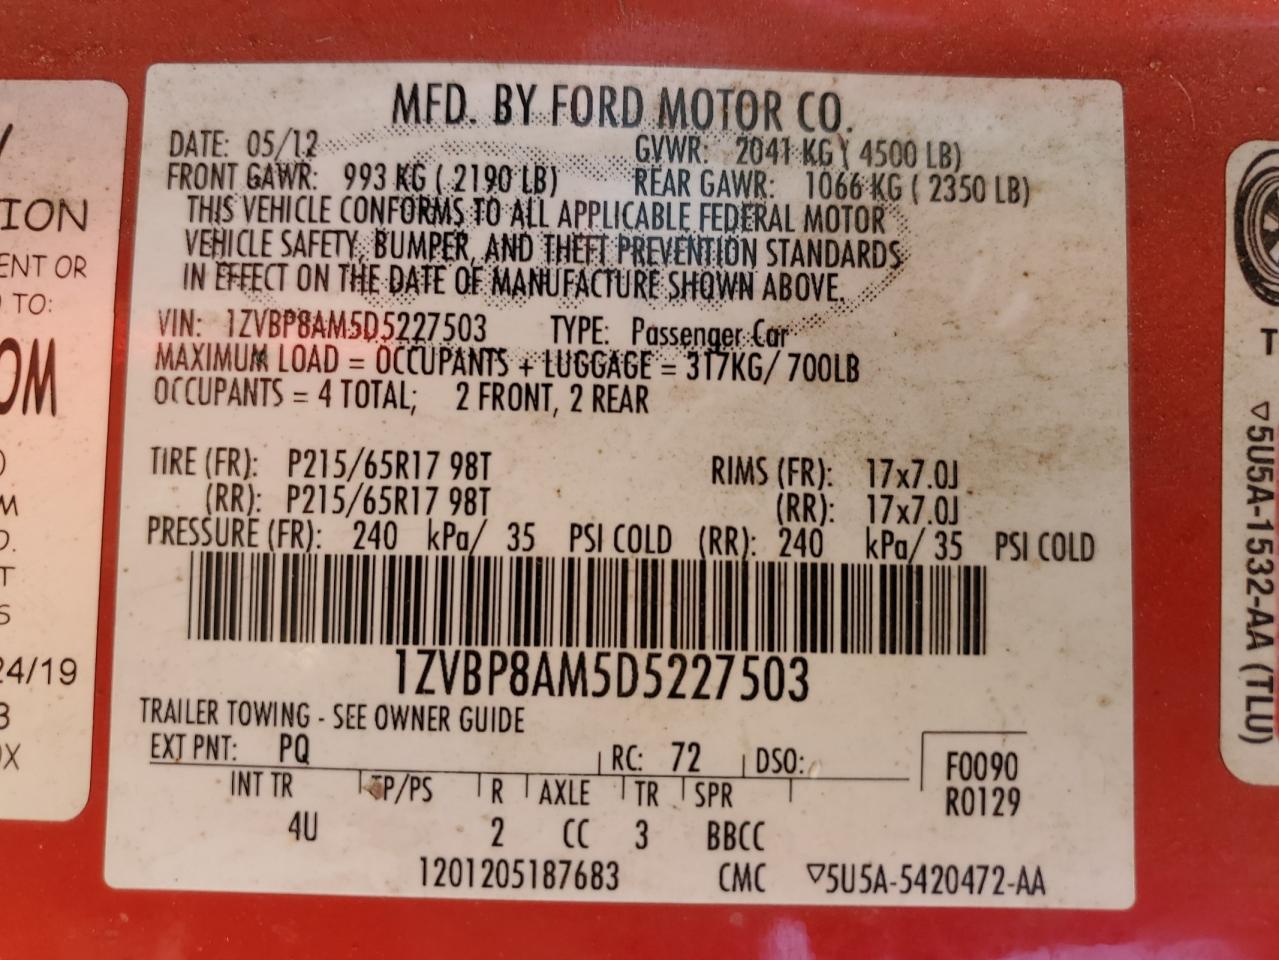 MFD. BY FORD MOTOR CO.
DATE: 05/12 GVWR: 2041 KG ( 4500 LB)
FRONT GAWR: 993 KG ( 2190 LB) REAR GAWR: 1066 KG ( 2350 LB)
THIS VEHICLE CONFORMS TO ALL APPLICABLE FEDERAL MOTOR
VEHICLE SAFETY, BUMPER, AND THEFT PREVENTION STANDARDS
IN EFFECT ON THE DATE OF MANUFACTURE SHOWN ABOVE.
VIN: 1ZVBP8AM5D5227503 TYPE: Passenger Car
MAXIMUM LOAD = OCCUPANTS + LUGGAGE = 317KG/ 700LB
OCCUPANTS = 4 TOTAL; 2 FRONT, 2 REAR
TIRE (FR): P215/65R17 98T RIMS (FR): 17x7.0J
(RR): P215/65R17 98T (RR): 17x7.0J
PRESSURE (FR): 240 kPa/ 35 PSI COLD (RR): 240 kPa/ 35 PSI COLD
1ZVBP8AM5D5227503
TRAILER TOWING - SEE OWNER GUIDE
EXT PNT: PQ RC: 72 DSO:
F0090
R0129
INT TR TP/PS R AXLE TR SPR
4U 2 CC 3 BBCC
1201205187683 CMC ▽5U5A-5420472-AA
ION
ENT OR
TO:
OM
M
T
S
24/19
T
▽5U5A-1532-AA (TLU)